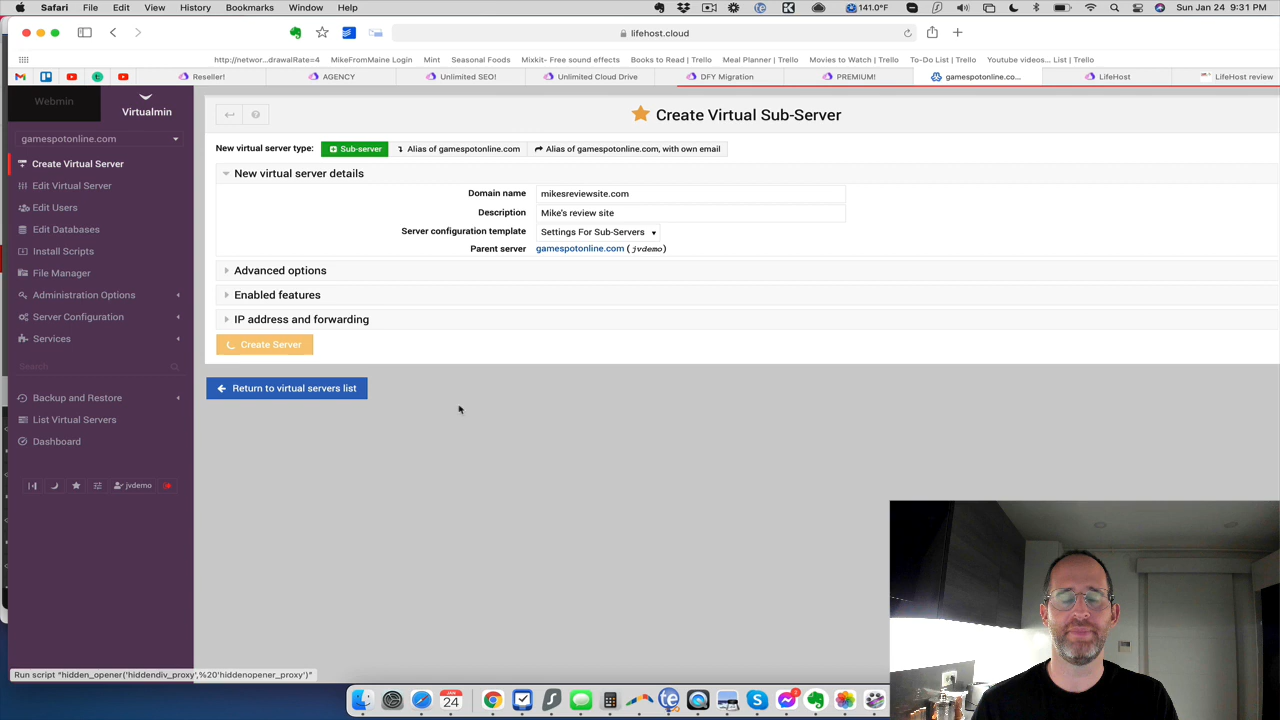 Safari File Edit View History Bookmarks Window Help 141.0°F Sun Jan 24 9:31 PM
lifehost.cloud
http://networ...drawalRate=4 MikeFromMaine Login Mint Seasonal Foods Mixkit- Free sound effects Books to Read | Trello Meal Planner | Trello Movies to Watch | Trello To-Do List | Trello Youtube videos... List | Trello
Reseller! AGENCY Unlimited SEO! Unlimited Cloud Drive DFY Migration PREMIUM! gamespotonline.co... LifeHost LifeHost review
Webmin
Virtualmin
gamespotonline.com
Create Virtual Server
Edit Virtual Server
Edit Users
Edit Databases
Install Scripts
File Manager
Administration Options
Server Configuration
Services
Search
Backup and Restore
List Virtual Servers
Dashboard
jvdemo
Create Virtual Sub-Server
New virtual server type: Sub-server Alias of gamespotonline.com Alias of gamespotonline.com, with own email
New virtual server details
Domain name mikesreviewsite.com
Description Mike's review site
Server configuration template Settings For Sub-Servers
Parent server gamespotonline.com (jvdemo)
Advanced options
Enabled features
IP address and forwarding
Create Server
Return to virtual servers list
Run script "hidden_opener('hiddendiv_proxy',%20'hiddenopener_proxy')"
JAN
24